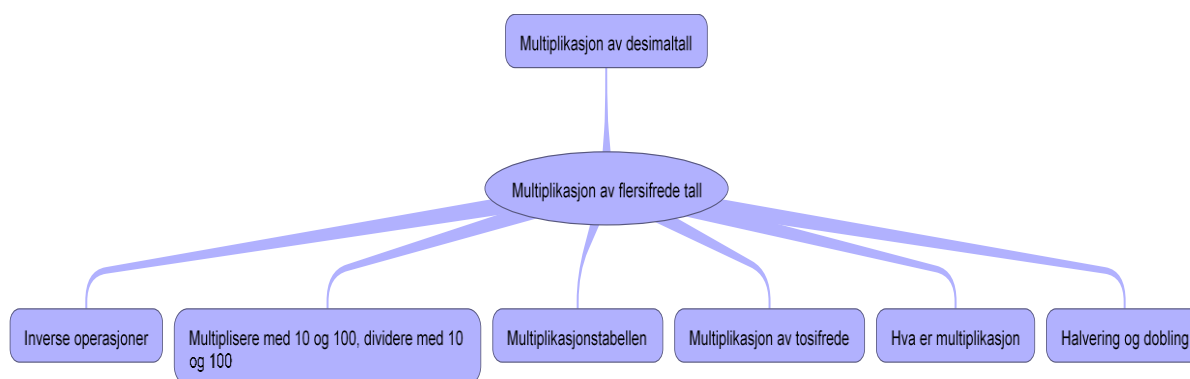 Multiplikasjon av desimaltall
Multiplikasjon av flersifrede tall
Inverse operasjoner
Multiplisere med 10 og 100, dividere med 10
og 100
Multiplikasjonstabellen
Multiplikasjon av tosifrede
Hva er multiplikasjon
Halvering og dobling